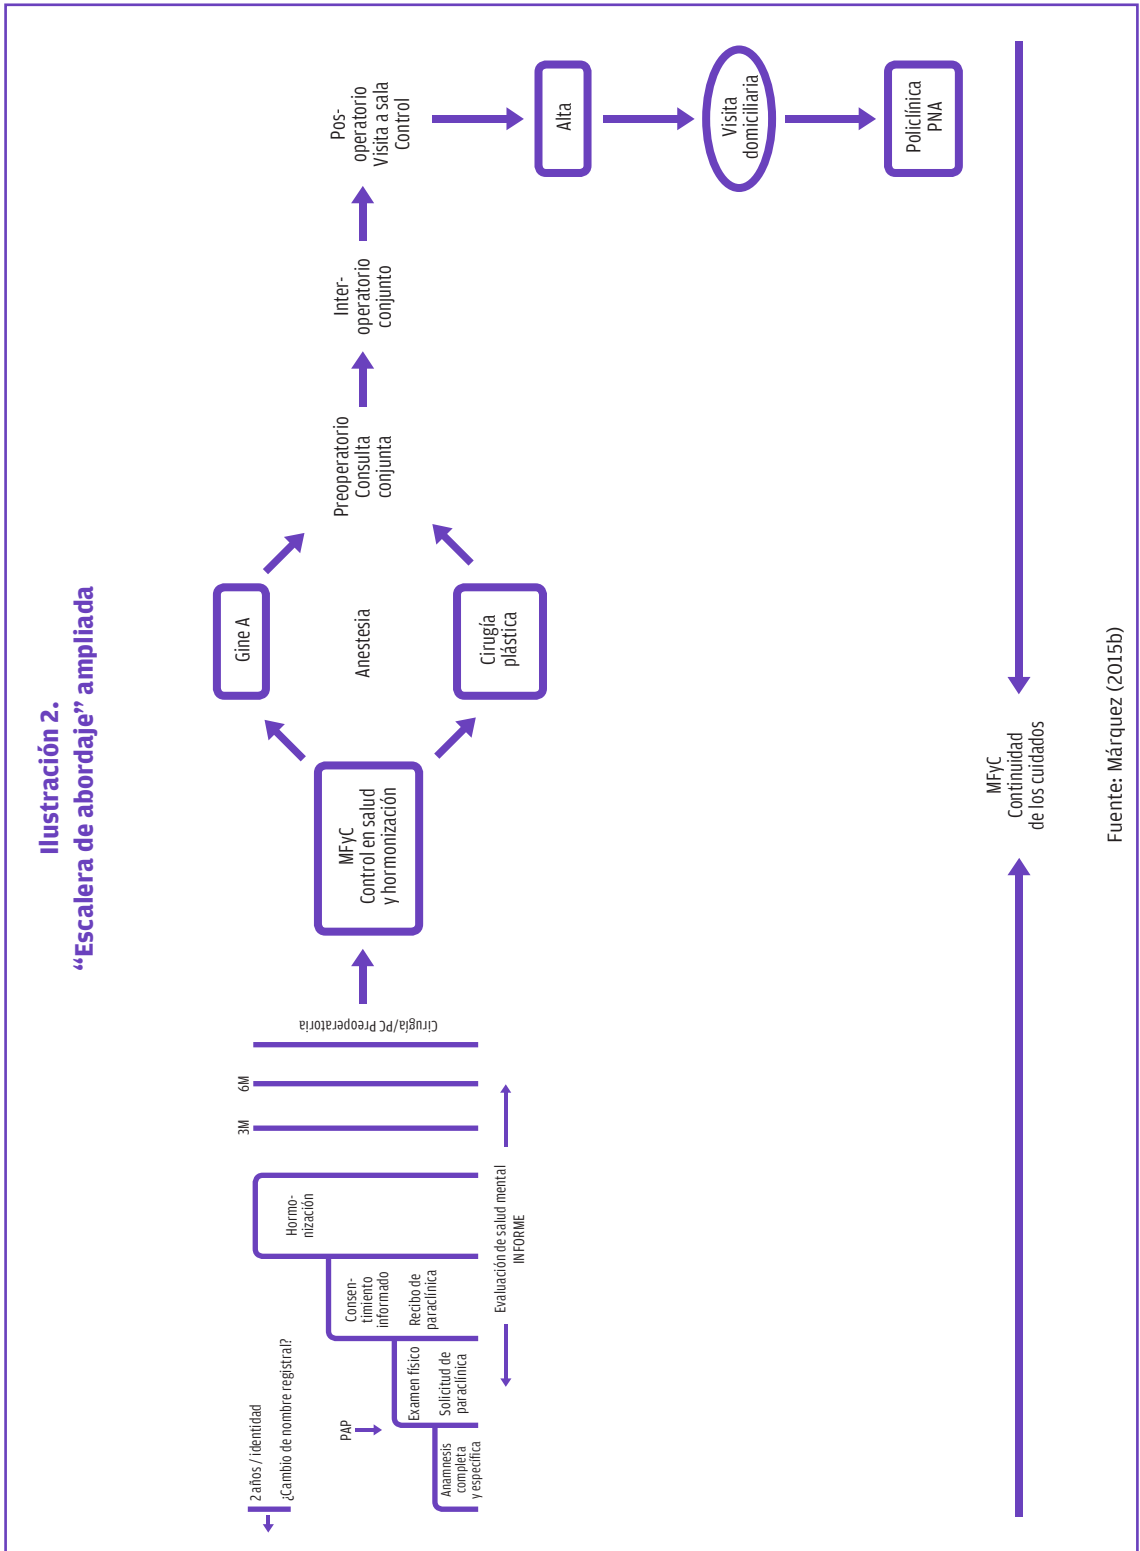 Ilustración 2.
“Escalera de abordaje” ampliada
2 años / identidad
¿Cambio de nombre registral?
PAP
Anamnesis
completa
y específica
Examen físico
Solicitud de
paraclínica
Consen-
timiento
informado
Recibo de
paraclínica
Hormo-
nización
Evaluación de salud mental
INFORME
3M
6M
Cirugía/PC Preoperatoria
MFyC
Control en salud
y hormonización
Gine A
Anestesia
Cirugía
plástica
Preoperatorio
Consulta
conjunta
Inter-
operatorio
conjunto
Pos-
operatorio
Visita a sala
Control
Alta
Visita
domiciliaria
Policlínica
PNA
MFyC
Continuidad
de los cuidados
Fuente: Márquez (2015b)